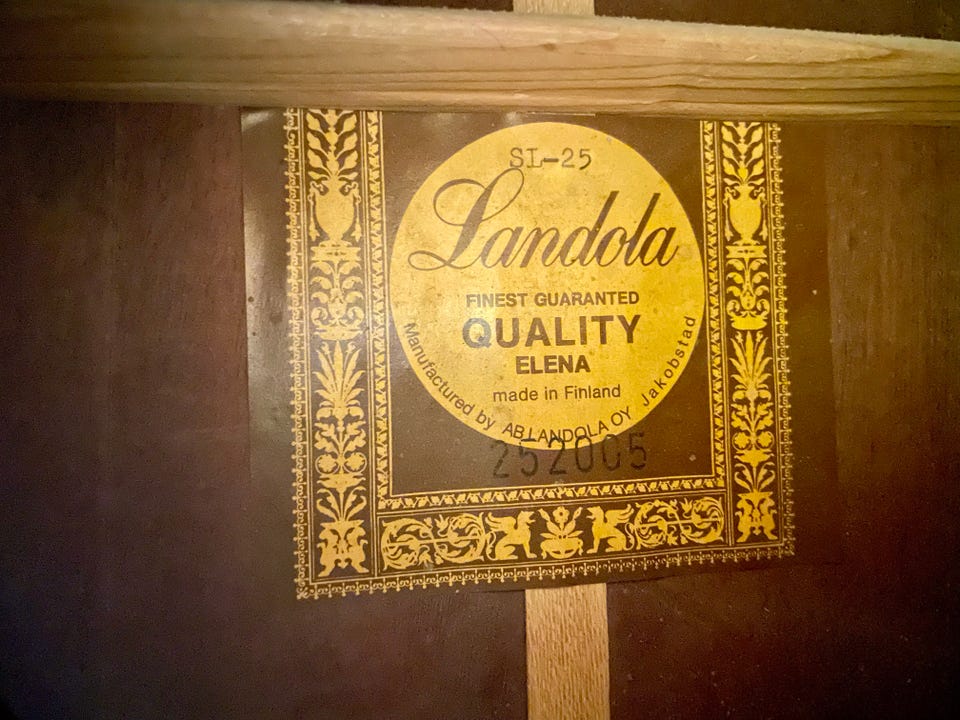 SL-25
Landola
FINEST GUARANTED
QUALITY
ELENA
made in Finland
Manufactured by AB LANDOLA OY Jakobstad
252005